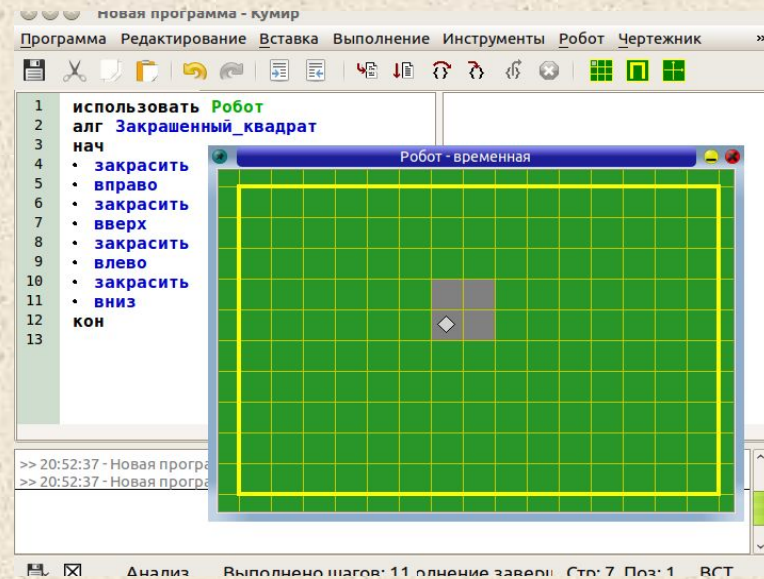 Новая программа - Кумир
Программа Редактирование Вставка Выполнение Инструменты Робот Чертежник »
1 использовать Робот
2 алг Закрашенный_квадрат
3 нач
4 • закрасить
5 • вправо
6 • закрасить
7 • вверх
8 • закрасить
9 • влево
10 • закрасить
11 • вниз
12 кон
13
Робот - временная
>> 20:52:37 - Новая програ
>> 20:52:37 - Новая програ
Анализ Выполнено шагов: 11 Стр: 7, Поз: 1 ВСТ